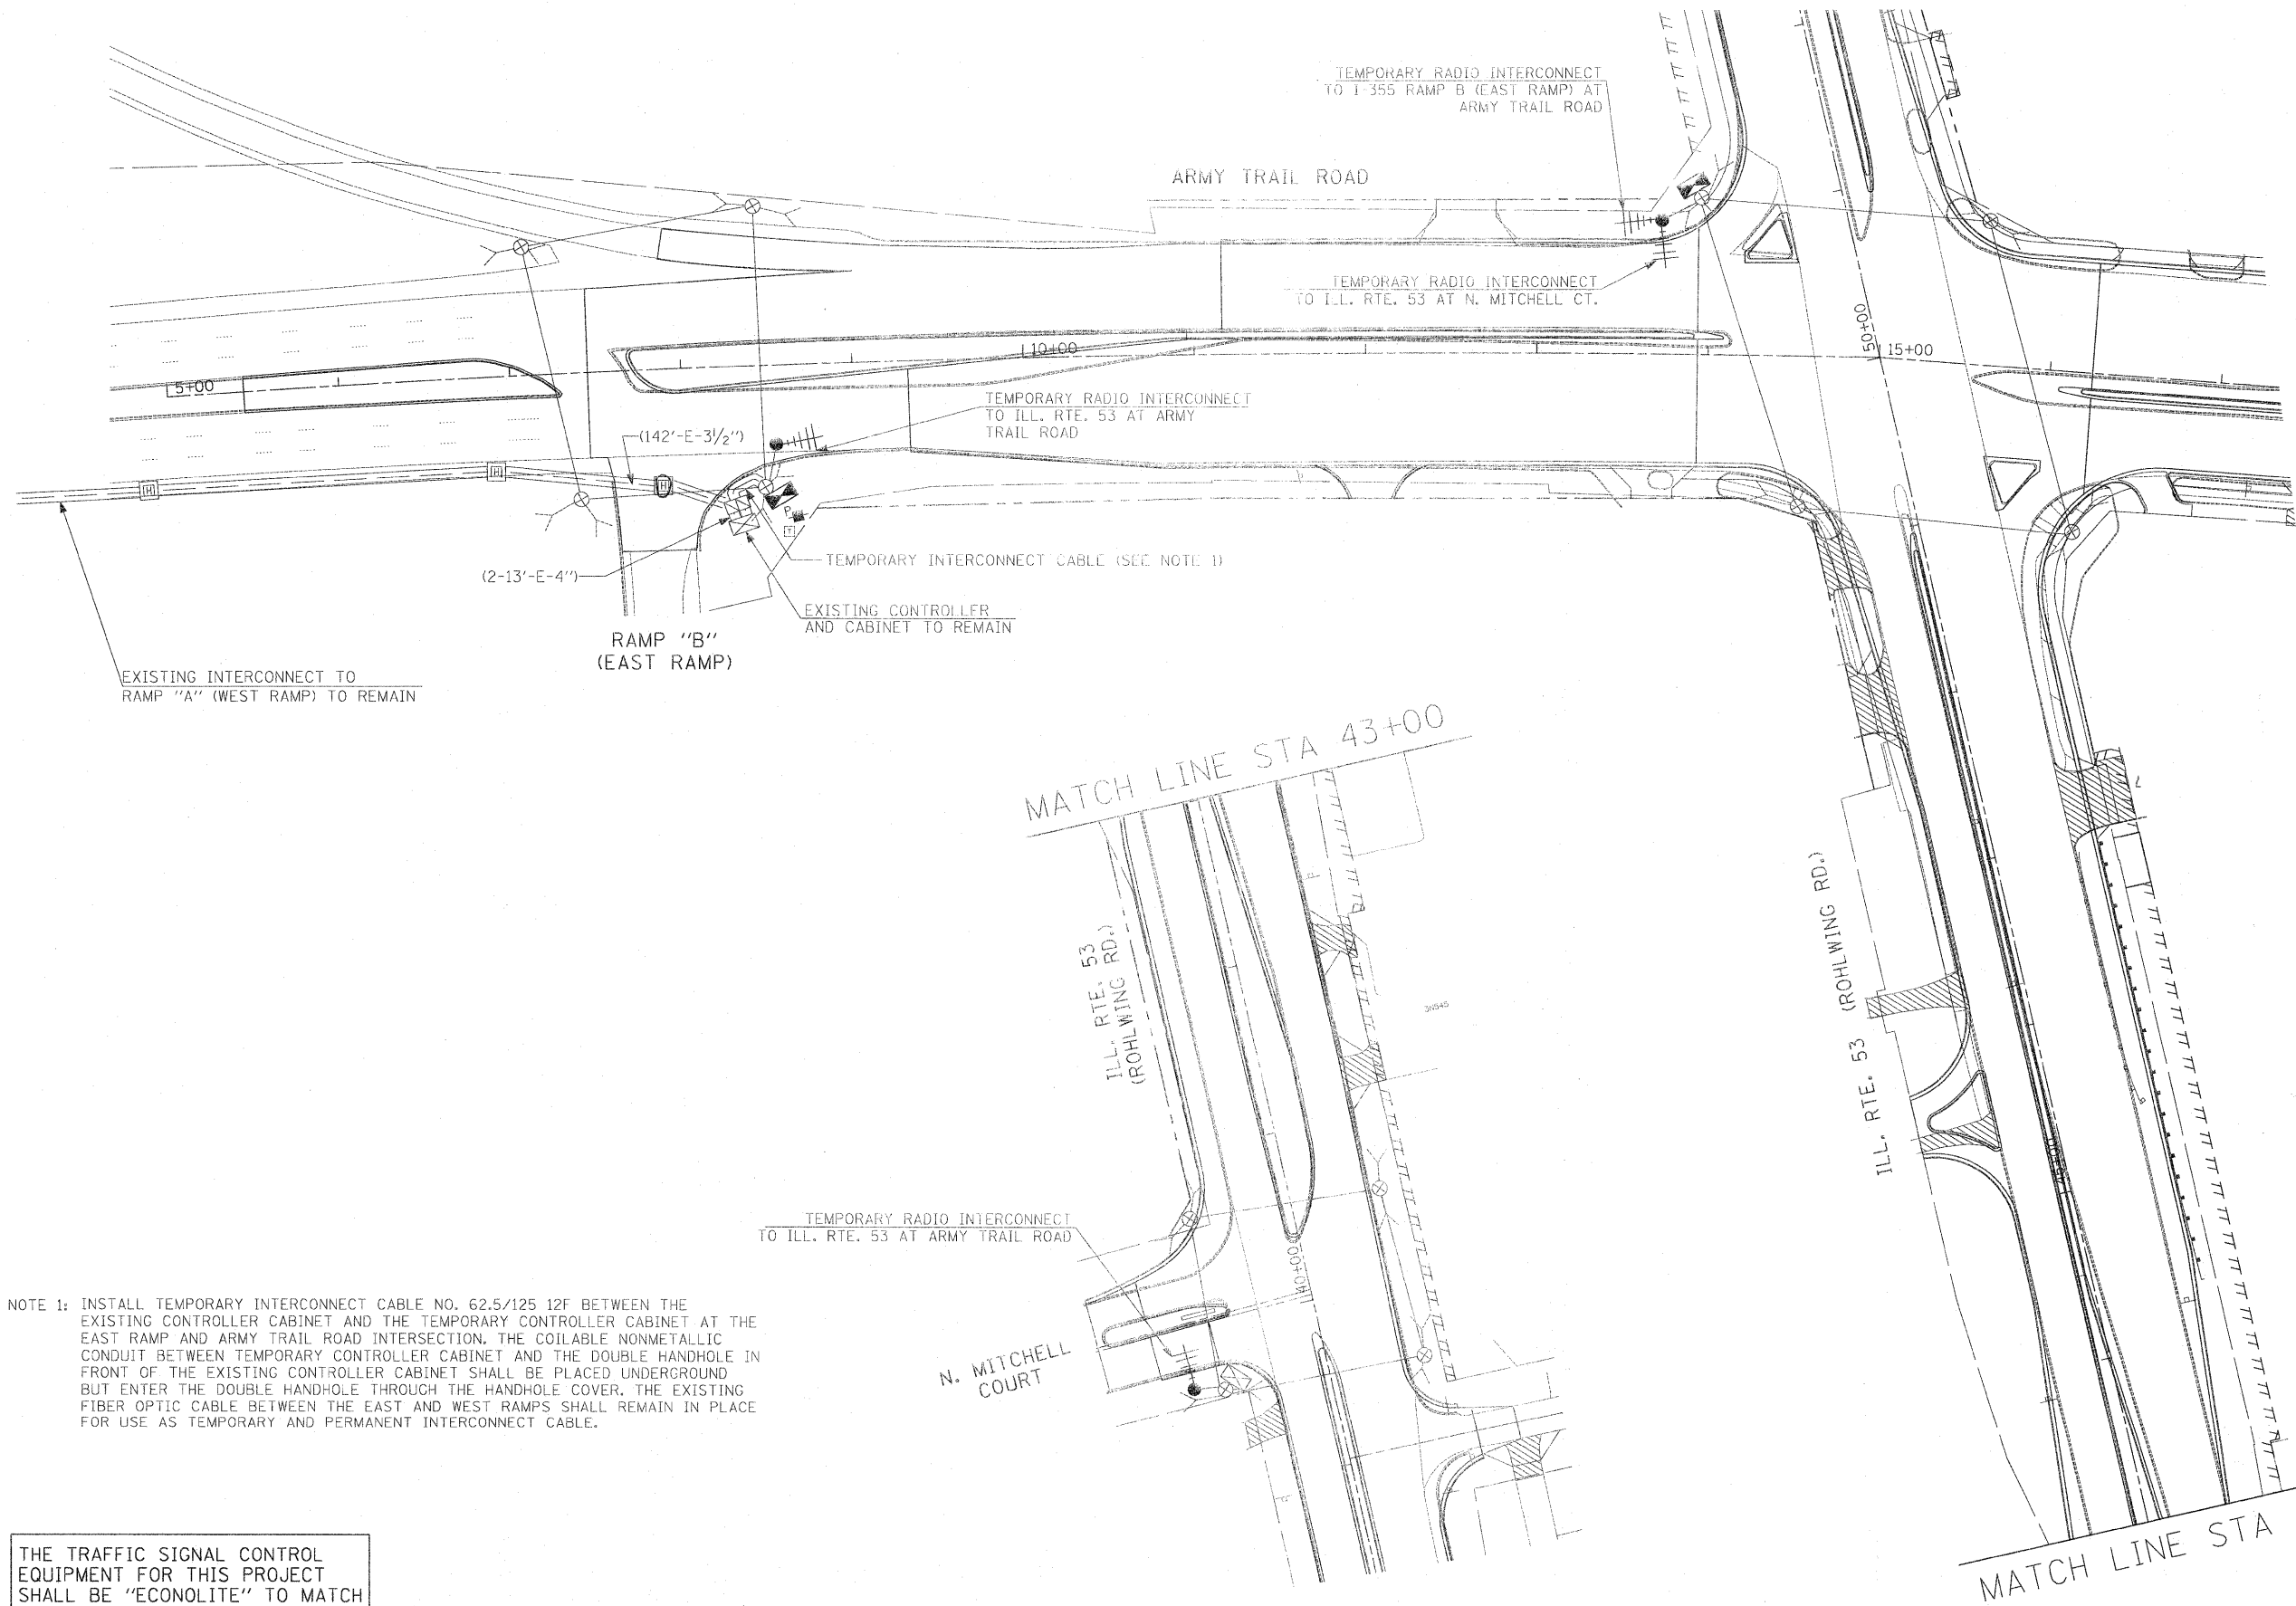 TEMPORARY RADIO INTERCONNECT
TO I-355 RAMP B (EAST RAMP) AT
ARMY TRAIL ROAD
ARMY TRAIL ROAD
TEMPORARY RADIO INTERCONNECT
TO ILL. RTE. 53 AT N. MITCHELL CT.
50+00
15+00
10+00
5+00
TEMPORARY RADIO INTERCONNECT
TO ILL. RTE. 53 AT ARMY
TRAIL ROAD
(142'-E-3 1/2")
H
H
H
P
(2-13'-E-4")
TEMPORARY INTERCONNECT CABLE (SEE NOTE 1)
EXISTING CONTROLLER
AND CABINET TO REMAIN
RAMP "B"
(EAST RAMP)
EXISTING INTERCONNECT TO
RAMP "A" (WEST RAMP) TO REMAIN
MATCH LINE STA 43+00
ILL. RTE. 53
(ROHLWING RD.)
ILL. RTE. 53 (ROHLWING RD.)
TEMPORARY RADIO INTERCONNECT
TO ILL. RTE. 53 AT ARMY TRAIL ROAD
40+00
N. MITCHELL
COURT
NOTE 1: INSTALL TEMPORARY INTERCONNECT CABLE NO. 62.5/125 12F BETWEEN THE
EXISTING CONTROLLER CABINET AND THE TEMPORARY CONTROLLER CABINET AT THE
EAST RAMP AND ARMY TRAIL ROAD INTERSECTION. THE COILABLE NONMETALLIC
CONDUIT BETWEEN TEMPORARY CONTROLLER CABINET AND THE DOUBLE HANDHOLE IN
FRONT OF THE EXISTING CONTROLLER CABINET SHALL BE PLACED UNDERGROUND
BUT ENTER THE DOUBLE HANDHOLE THROUGH THE HANDHOLE COVER. THE EXISTING
FIBER OPTIC CABLE BETWEEN THE EAST AND WEST RAMPS SHALL REMAIN IN PLACE
FOR USE AS TEMPORARY AND PERMANENT INTERCONNECT CABLE.
THE TRAFFIC SIGNAL CONTROL
EQUIPMENT FOR THIS PROJECT
SHALL BE "ECONOLITE" TO MATCH
MATCH LINE STA